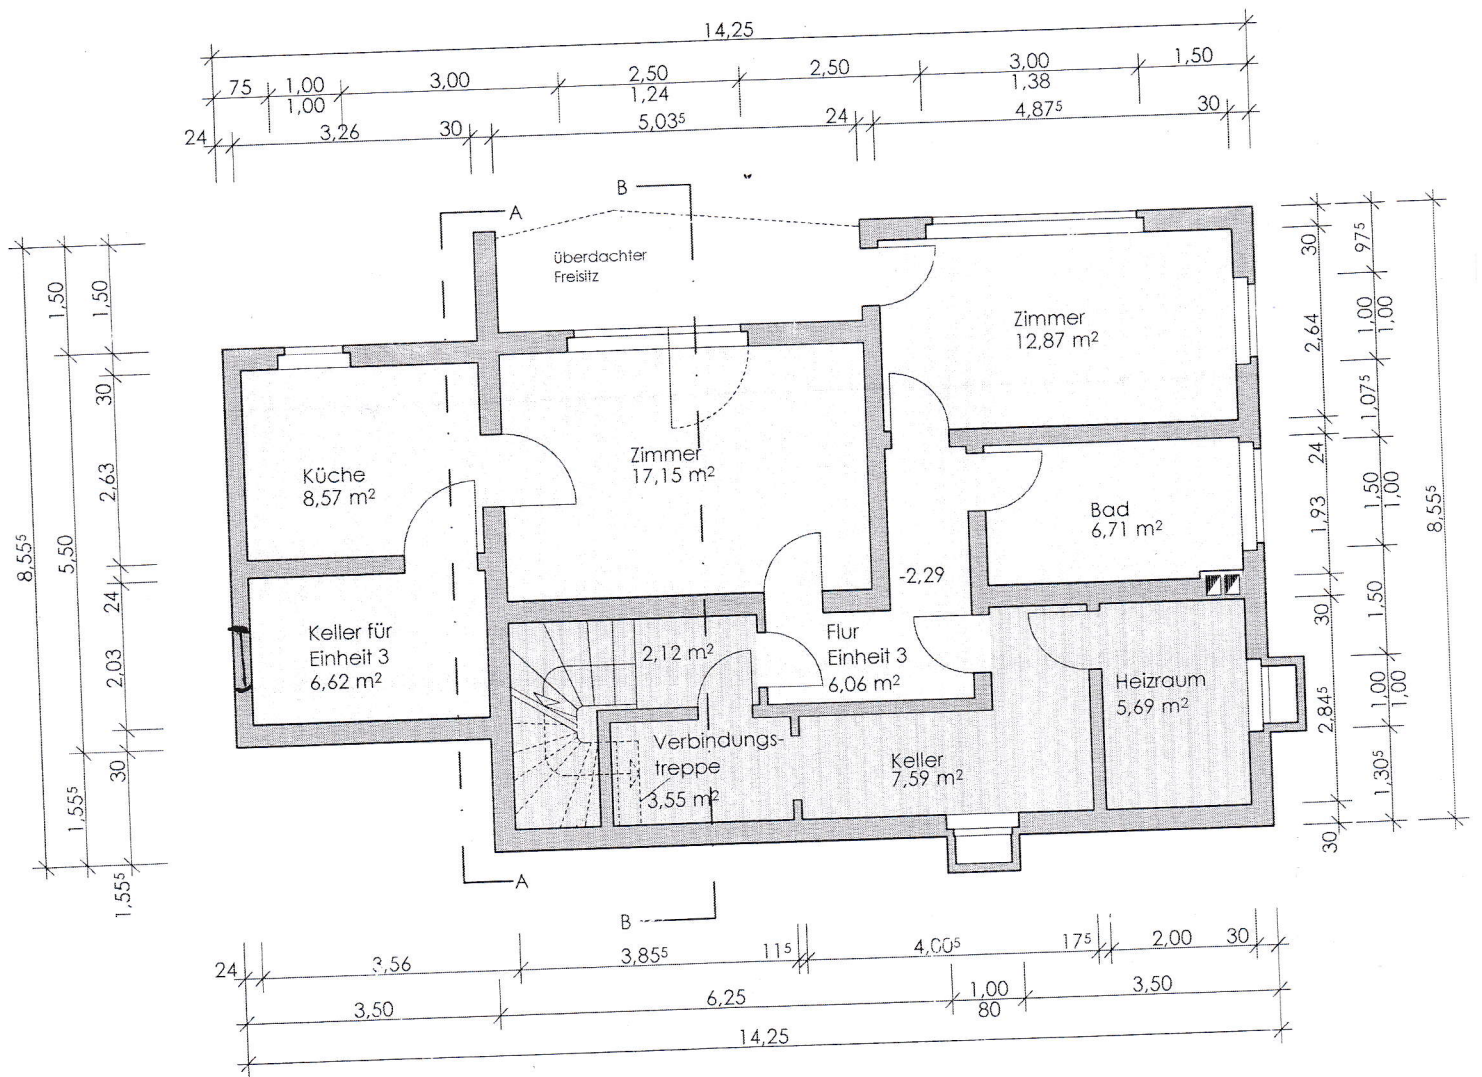 14,25
75
1,00
1,00
3,00
2,50
1,24
2,50
3,00
1,38
1,50
24
3,26
30
5,03⁵
24
4,87⁵
30
B
A
überdachter
Freisitz
Zimmer
12,87 m²
Küche
8,57 m²
Zimmer
17,15 m²
Bad
6,71 m²
-2,29
Keller für
Einheit 3
6,62 m²
2,12 m²
Flur
Einheit 3
6,06 m²
Heizraum
5,69 m²
Verbindungs-
treppe
3,55 m²
Keller
7,59 m²
A
B
8,55⁵
1,50
5,50
1,55⁵
1,50
30
2,63
24
2,03
30
1,55⁵
30
2,64
24
1,93
30
2,84⁵
30
97⁵
1,00
1,00
1,07⁵
1,50
1,00
1,50
1,00
1,00
1,30⁵
8,55⁵
24
3,56
3,85⁵
11⁵
4,00⁵
17⁵
2,00
30
3,50
6,25
1,00
80
3,50
14,25